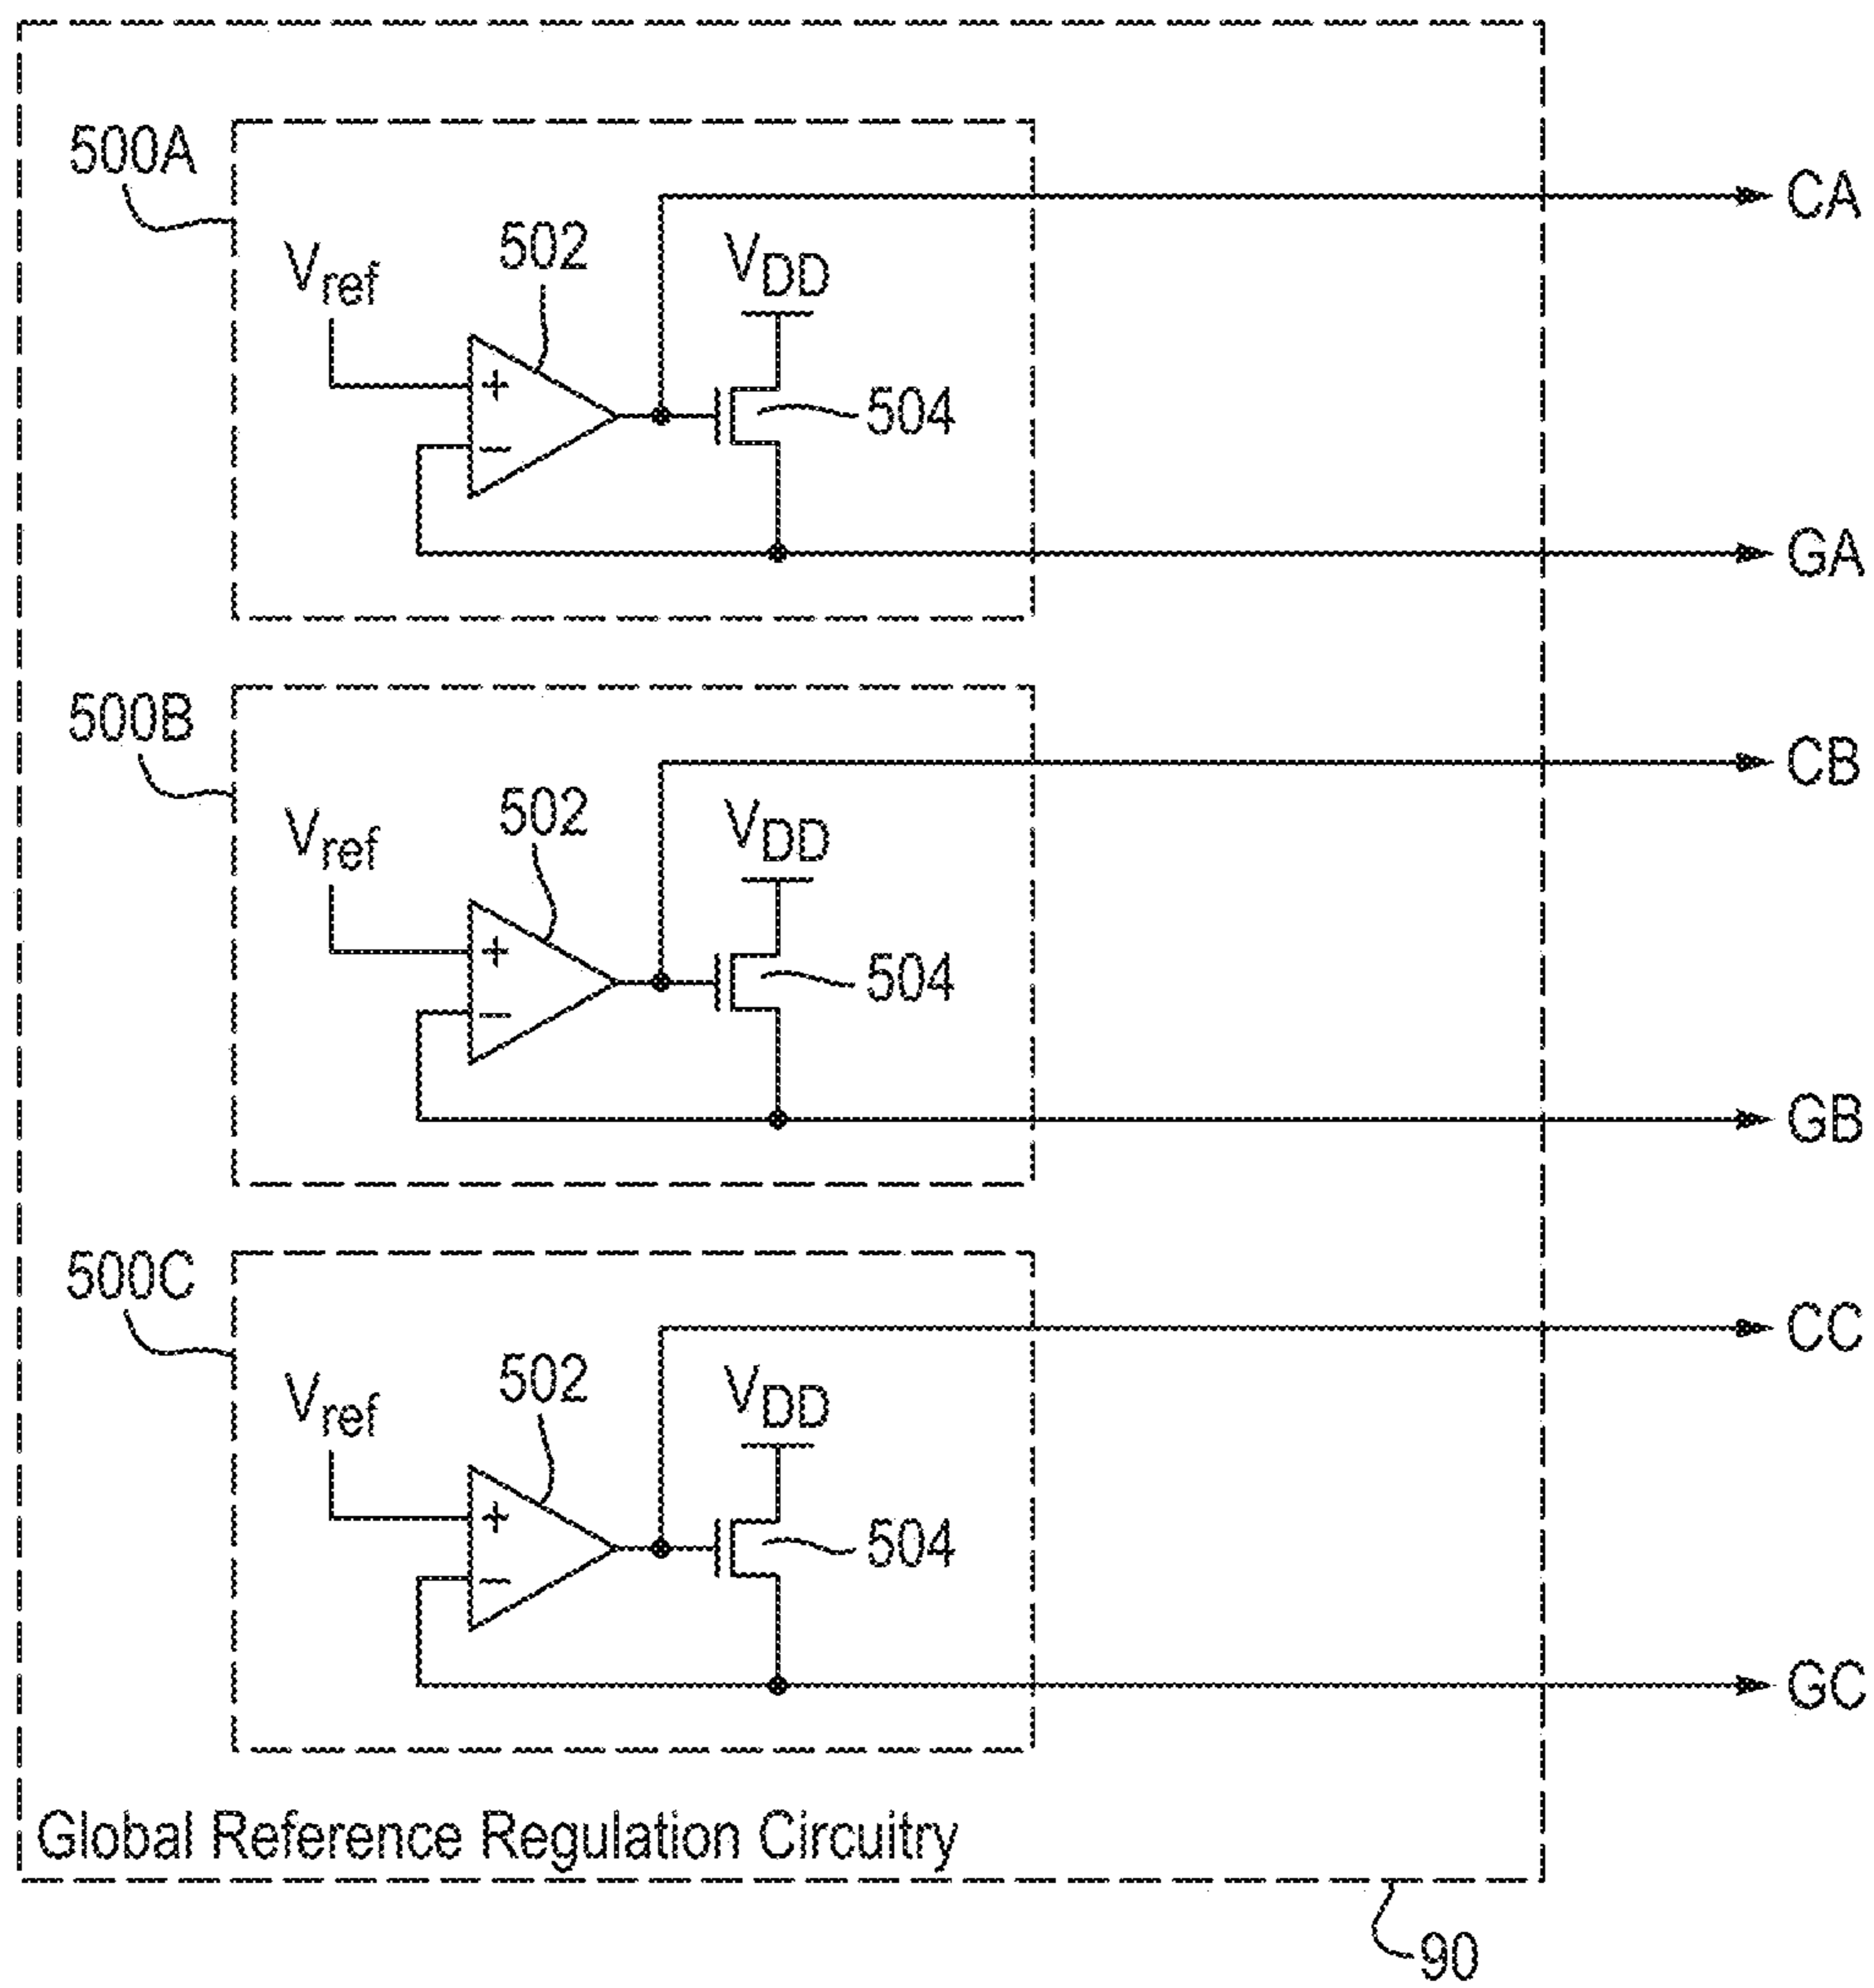 500A
CA
502
Vref
VDD
+
504
−
GA
500B
CB
502
Vref
VDD
+
504
−
GB
500C
CC
502
Vref
VDD
+
504
−
GC
Global Reference Regulation Circuitry
90